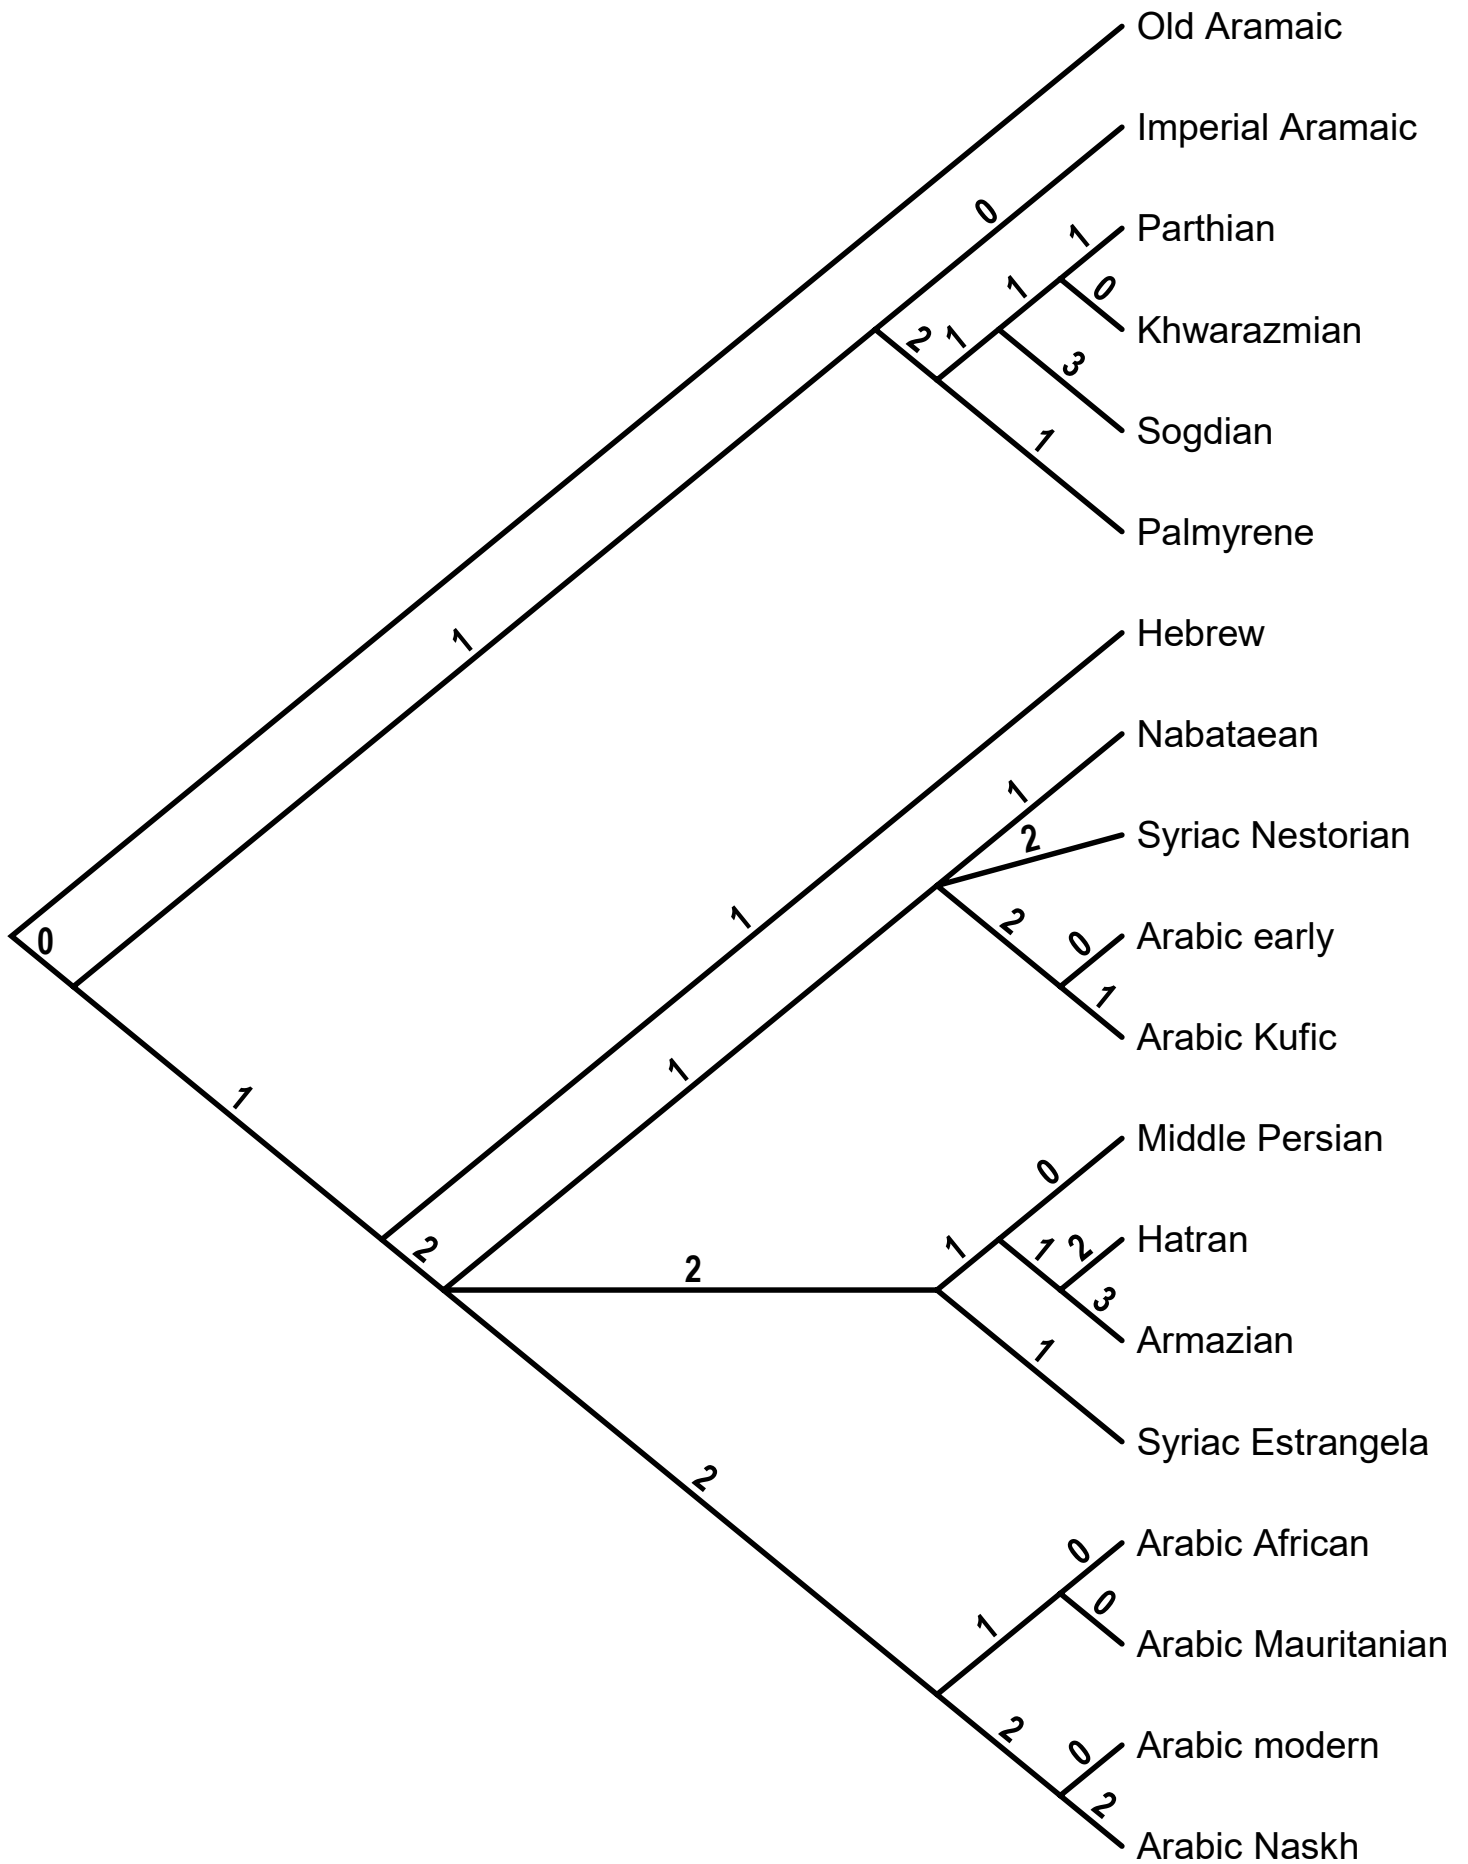 Old Aramaic
Imperial Aramaic
0
Parthian
1
1
Khwarazmian
0
2
1
3
Sogdian
1
Palmyrene
Hebrew
1
Nabataean
1
Syriac Nestorian
2
1
2
Arabic early
0
0
Arabic Kufic
1
1
1
Middle Persian
0
Hatran
1
1
2
2
2
Armazian
3
1
Syriac Estrangela
2
Arabic African
0
0
1
Arabic Mauritanian
2
Arabic modern
0
2
Arabic Naskh